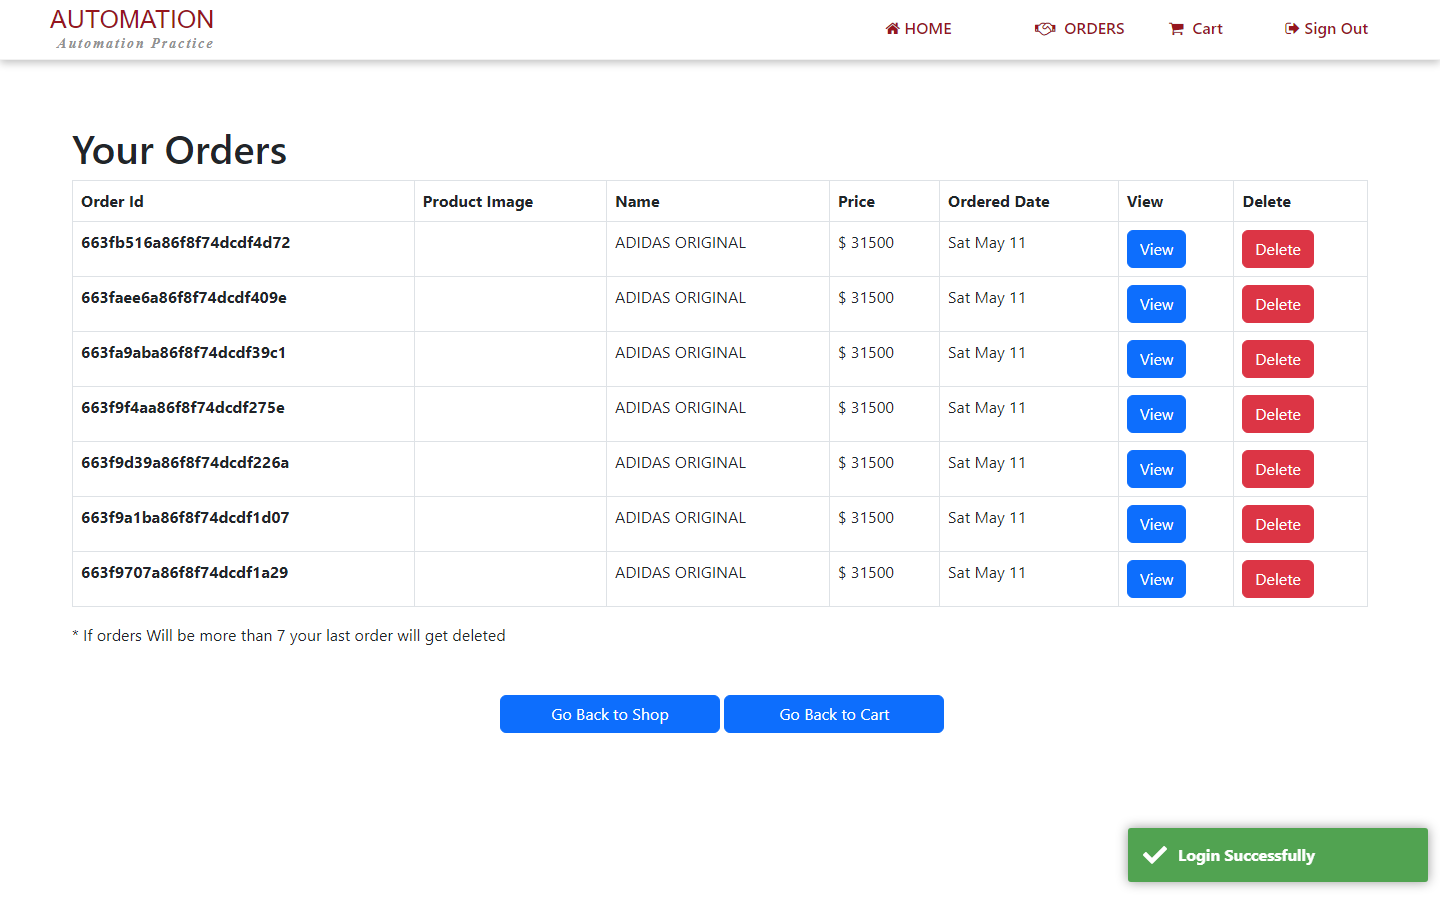 AUTOMATION
Automation Practice
HOME ORDERS Cart Sign Out
Your Orders
Order Id Product Image Name Price Ordered Date View Delete
663fb516a86f8f74dcdf4d72 ADIDAS ORIGINAL $ 31500 Sat May 11 View Delete
663faee6a86f8f74dcdf409e ADIDAS ORIGINAL $ 31500 Sat May 11 View Delete
663fa9aba86f8f74dcdf39c1 ADIDAS ORIGINAL $ 31500 Sat May 11 View Delete
663f9f4aa86f8f74dcdf275e ADIDAS ORIGINAL $ 31500 Sat May 11 View Delete
663f9d39a86f8f74dcdf226a ADIDAS ORIGINAL $ 31500 Sat May 11 View Delete
663f9a1ba86f8f74dcdf1d07 ADIDAS ORIGINAL $ 31500 Sat May 11 View Delete
663f9707a86f8f74dcdf1a29 ADIDAS ORIGINAL $ 31500 Sat May 11 View Delete
* If orders Will be more than 7 your last order will get deleted
Go Back to Shop Go Back to Cart
Login Successfully